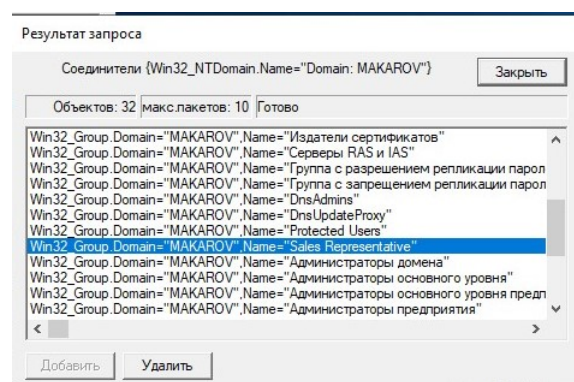 Результат запроса
Соединители {Win32_NTDomain.Name="Domain: MAKAROV"}
Закрыть
Объектов: 32 макс.пакетов: 10 Готово
Win32_Group.Domain="MAKAROV",Name="Издатели сертификатов"
Win32_Group.Domain="MAKAROV",Name="Серверы RAS и IAS"
Win32_Group.Domain="MAKAROV",Name="Группа с разрешением репликации парол
Win32_Group.Domain="MAKAROV",Name="Группа с запрещением репликации парол
Win32_Group.Domain="MAKAROV",Name="DnsAdmins"
Win32_Group.Domain="MAKAROV",Name="DnsUpdateProxy"
Win32_Group.Domain="MAKAROV",Name="Protected Users"
Win32_Group.Domain="MAKAROV",Name="Sales Representative"
Win32_Group.Domain="MAKAROV",Name="Администраторы домена"
Win32_Group.Domain="MAKAROV",Name="Администраторы основного уровня"
Win32_Group.Domain="MAKAROV",Name="Администраторы основного уровня предп
Win32_Group.Domain="MAKAROV",Name="Администраторы предприятия"
Добавить Удалить